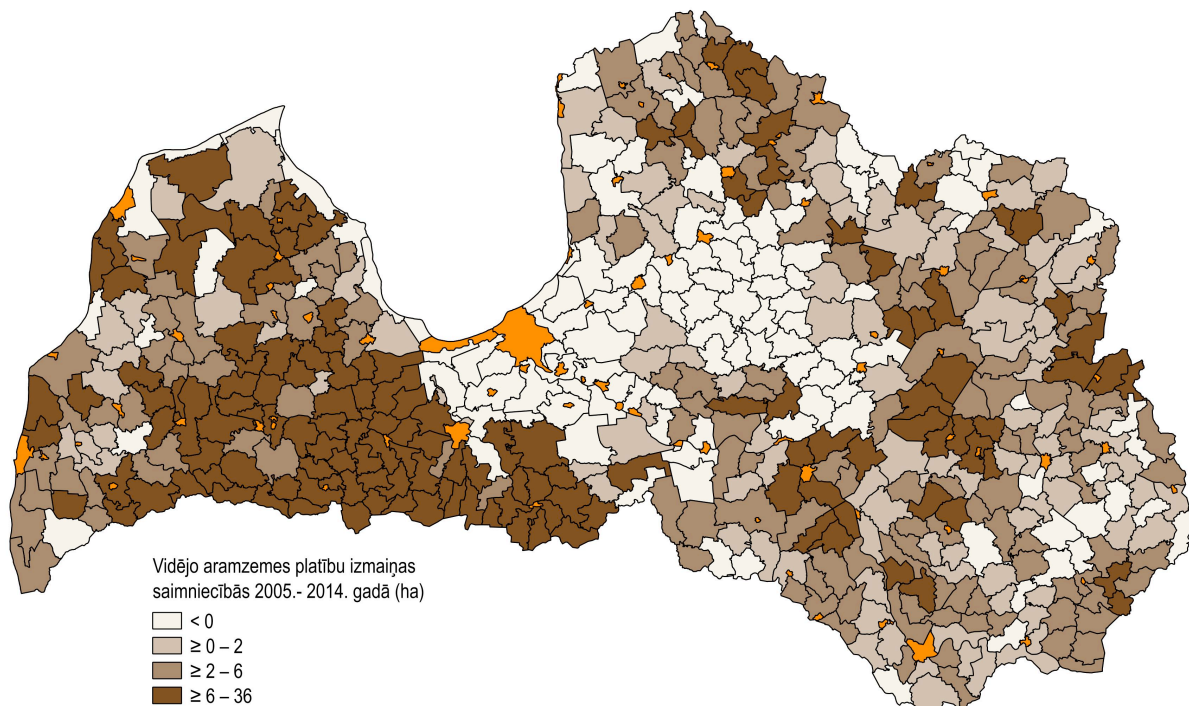 Vidējo aramzemes platību izmaiņas
saimniecībās 2005.- 2014. gadā (ha)
< 0
≥ 0 – 2
≥ 2 – 6
≥ 6 – 36